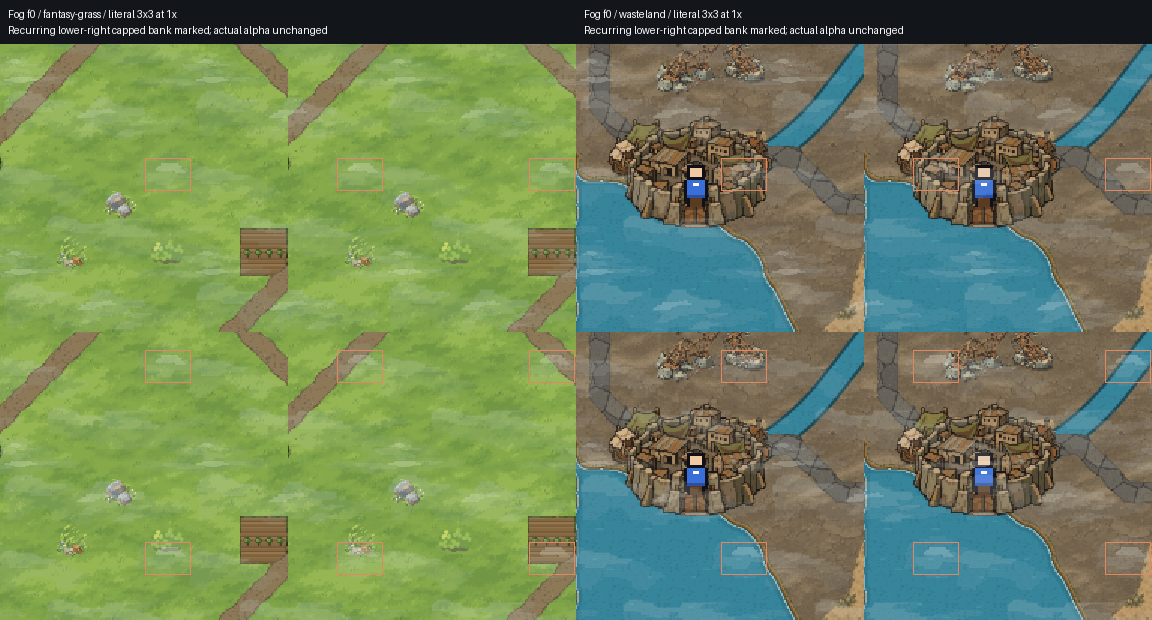 Fog f0 / fantasy-grass / literal 3x3 at 1x
Recurring lower-right capped bank marked; actual alpha unchanged
Fog f0 / wasteland / literal 3x3 at 1x
Recurring lower-right capped bank marked; actual alpha unchanged